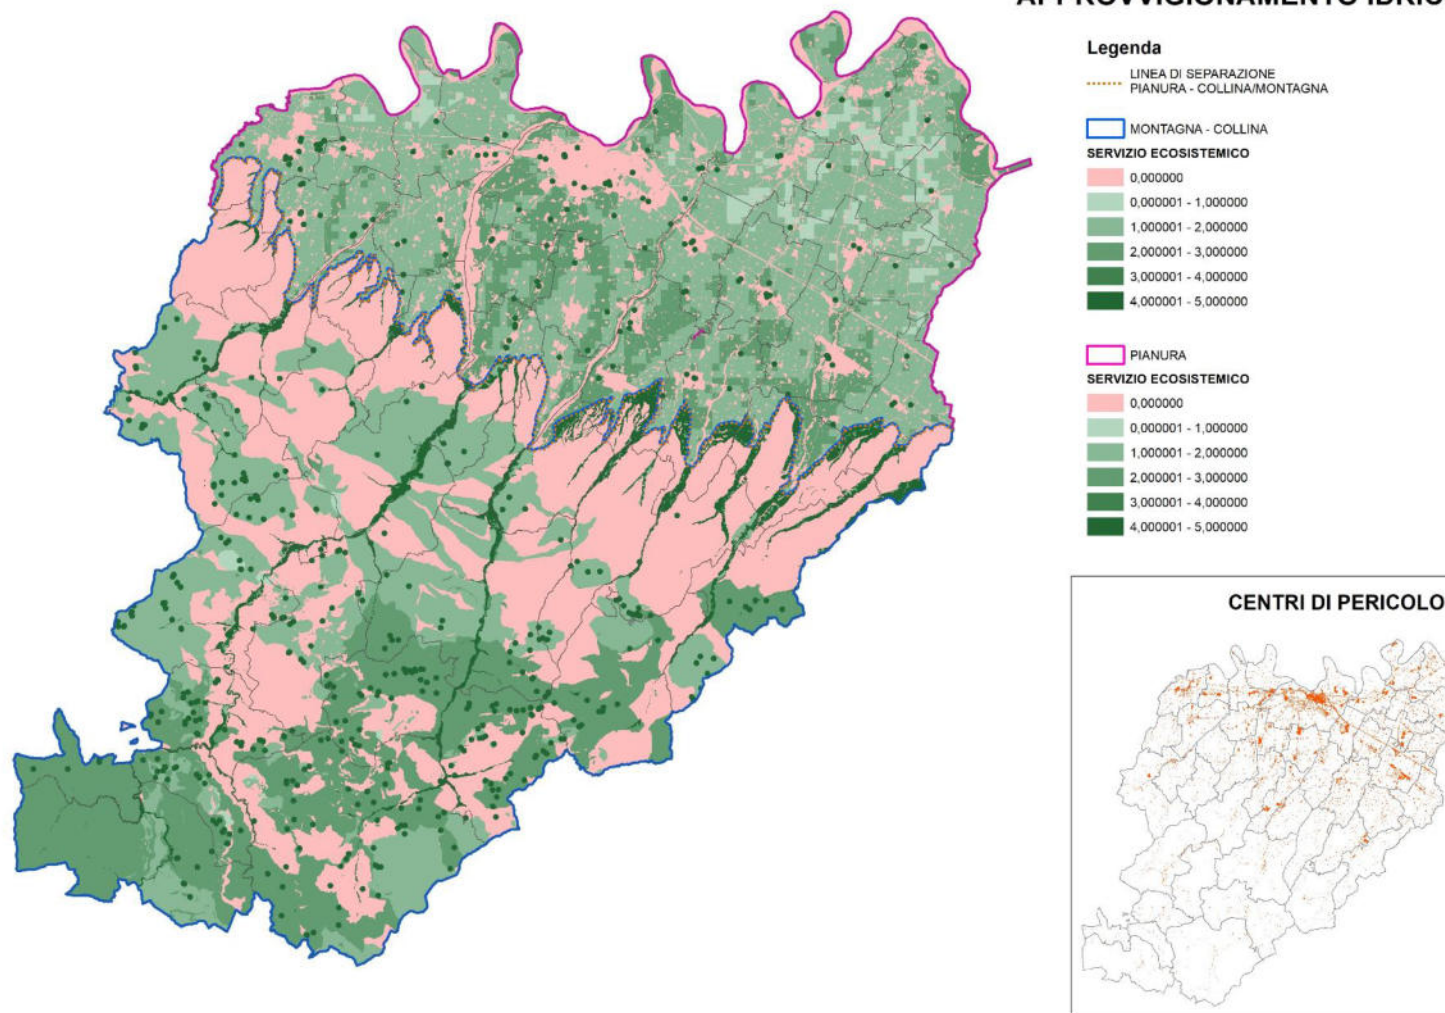 APPROVVIGIONAMENTO
Legenda
LINEA DI SEPARAZIONE
PIANURA - COLLINA/MONTAGNA
MONTAGNA - COLLINA
SERVIZIO ECOSISTEMICO
0,000000
0,000001 - 1,000000
1,000001 - 2,000000
2,000001 - 3,000000
3,000001 - 4,000000
4,000001 - 5,000000
PIANURA
SERVIZIO ECOSISTEMICO
0,000000
0,000001 - 1,000000
1,000001 - 2,000000
2,000001 - 3,000000
3,000001 - 4,000000
4,000001 - 5,000000
CENTRI DI PERICOLO